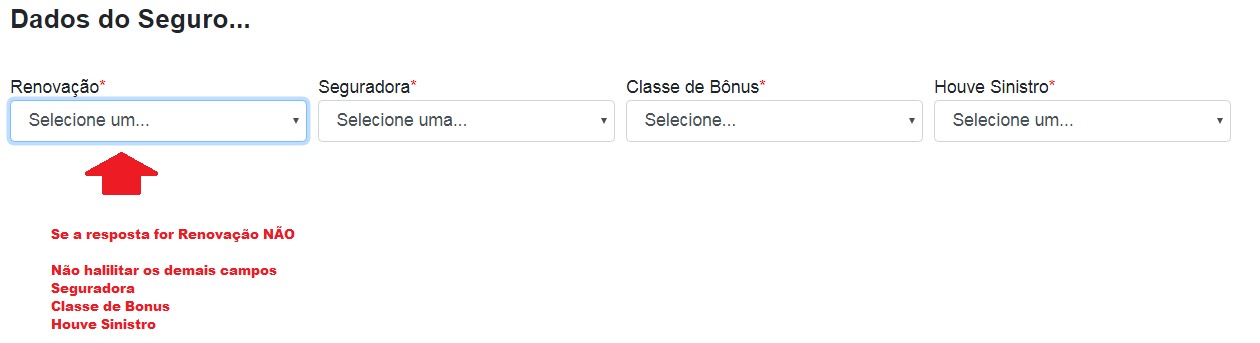 Dados do Seguro...
Renovação* Seguradora* Classe de Bônus* Houve Sinistro*
Selecione um... Selecione uma... Selecione... Selecione um...
Se a resposta for Renovação NÃO
Não halilitar os demais campos
Seguradora
Classe de Bonus
Houve Sinistro